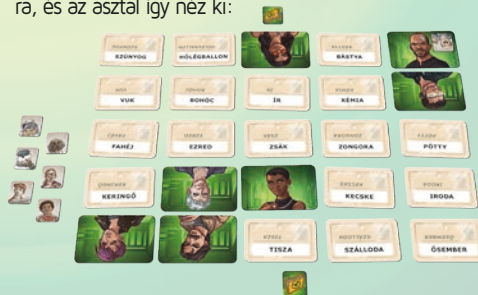 rá, és az asztal így néz ki:
SZÚNYOG
HŐLÉGBALLON
BÁSTYA
VUK
BOHÓC
ÍR
KÉMIA
FAHÉJ
EZRED
ZSÁK
ZONGORA
PÖTTY
KERINGŐ
KECSKE
IRODA
TISZA
SZÁLLODA
ŐSEMBER